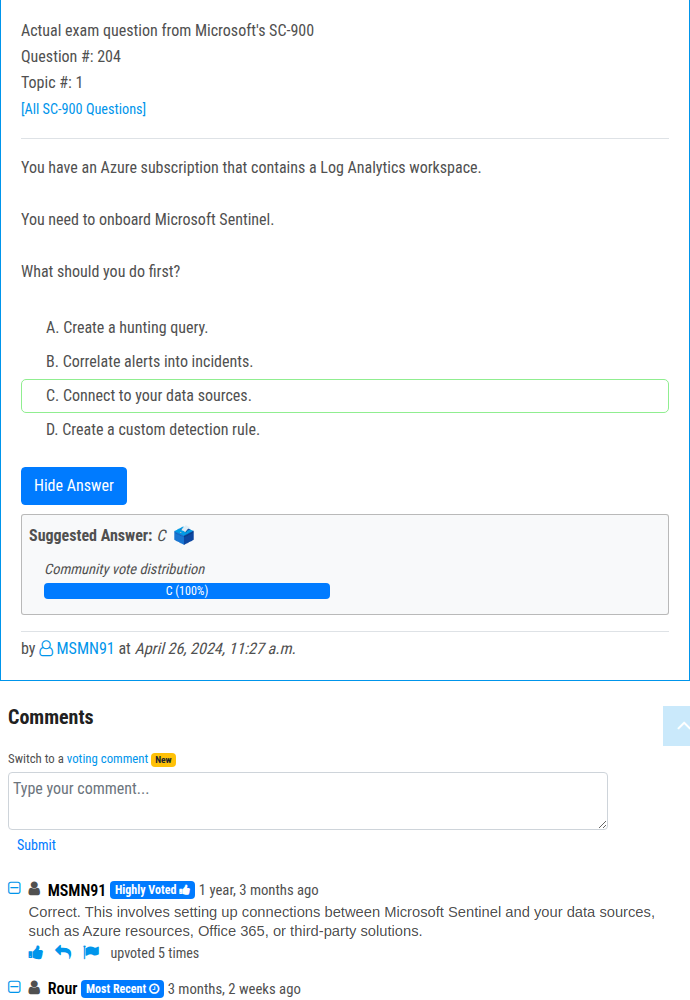 Actual exam question from Microsoft's SC-900
Question #: 204
Topic #: 1
[All SC-900 Questions]
You have an Azure subscription that contains a Log Analytics workspace.
You need to onboard Microsoft Sentinel.
What should you do first?
A. Create a hunting query.
B. Correlate alerts into incidents.
C. Connect to your data sources.
D. Create a custom detection rule.
Hide Answer
Suggested Answer: C
Community vote distribution
C (100%)
by MSMN91 at April 26, 2024, 11:27 a.m.
Comments
Switch to a voting comment New
Type your comment...
Submit
MSMN91 Highly Voted 1 year, 3 months ago
Correct. This involves setting up connections between Microsoft Sentinel and your data sources,
such as Azure resources, Office 365, or third-party solutions.
upvoted 5 times
Rour Most Recent 3 months, 2 weeks ago